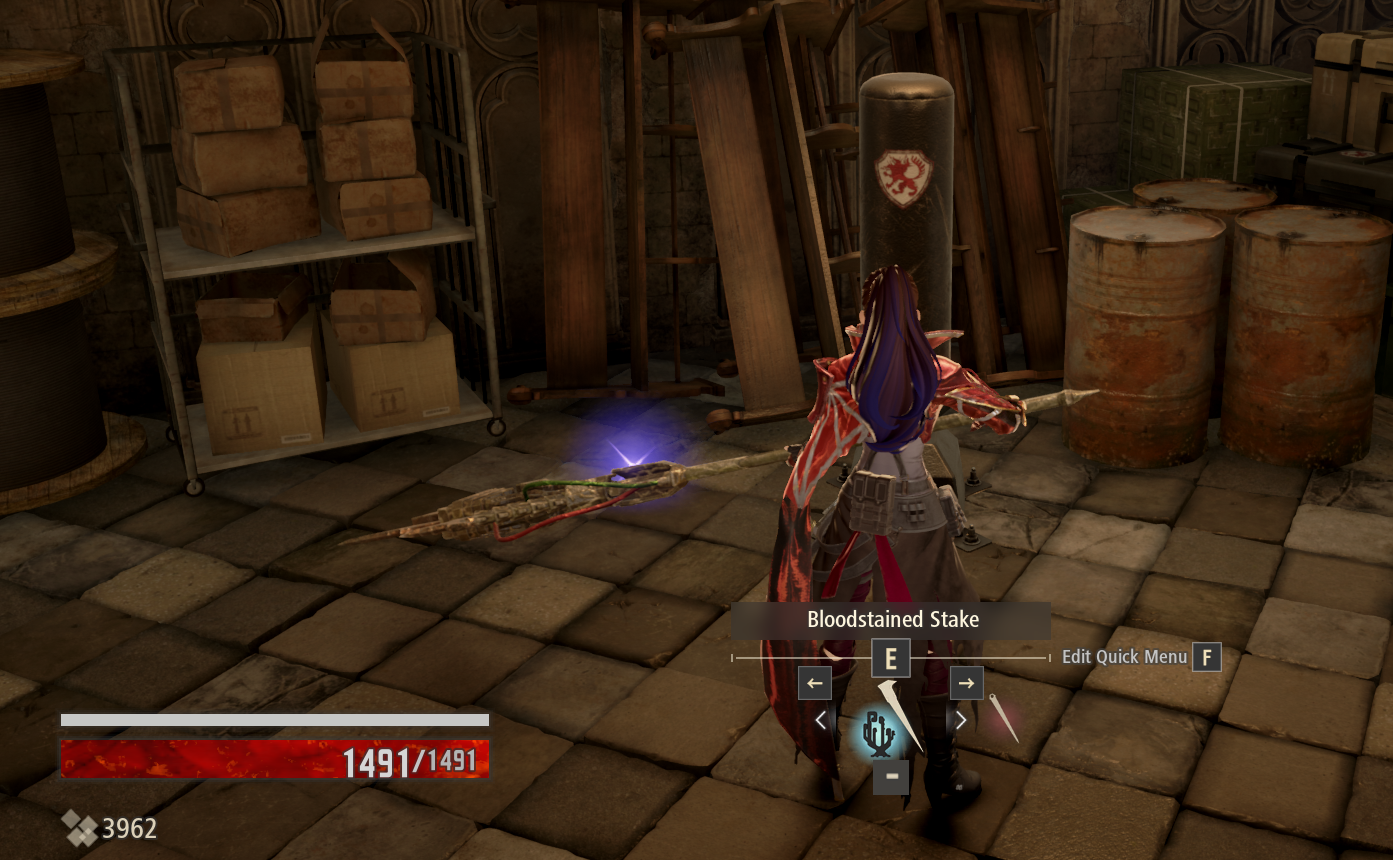 Bloodstained Stake
E
Edit Quick Menu F
←
→
-
1491/1491
3962